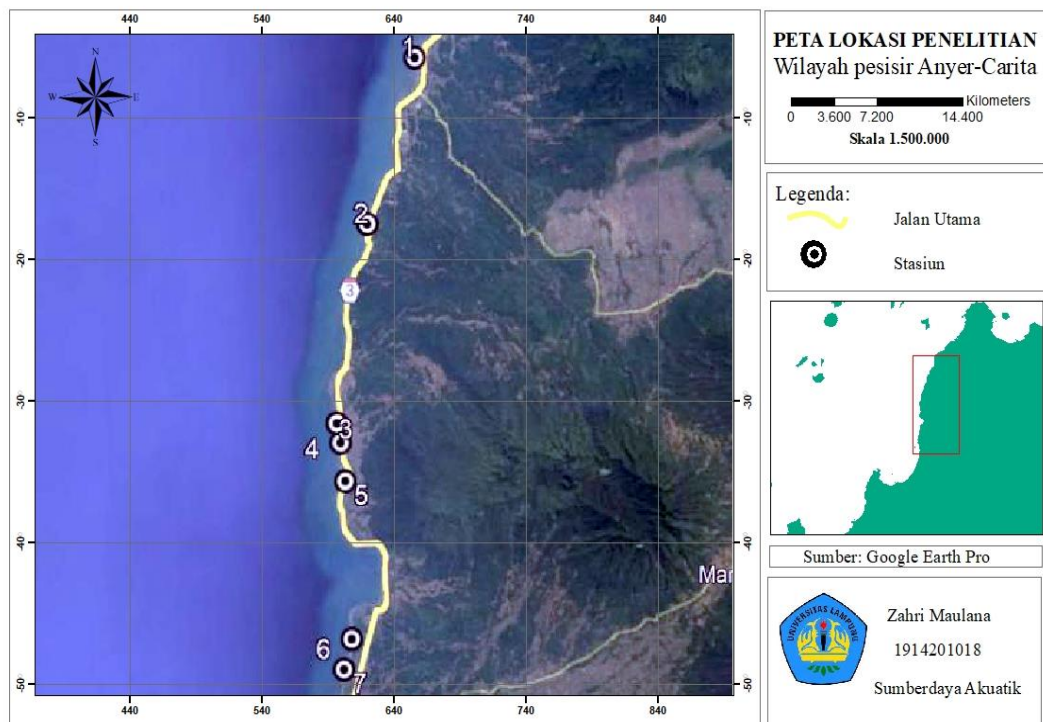 440 540 640 740 840
N
W E
S
-10 -10
-20 -20
-30 -30
-40 -40
-50 -50
1
2
3
3
4
5
6
7
Mar
440 540 640 740 840
PETA LOKASI PENELITIAN
Wilayah pesisir Anyer-Carita
Kilometers
0 3.600 7.200 14.400
Skala 1.500.000
Legenda:
Jalan Utama
Stasiun
Sumber: Google Earth Pro
UNIVERSITAS LAMPUNG
Zahri Maulana
1914201018
Sumberdaya Akuatik